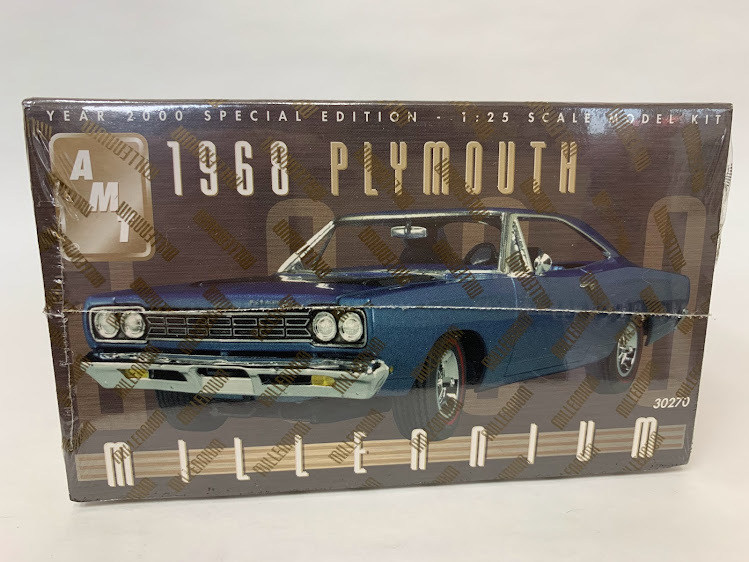 YEAR 2000 SPECIAL EDITION - 1:25 SCALE MODEL KIT
AMT
1968 PLYMOUTH
30270
MILLENNIUM